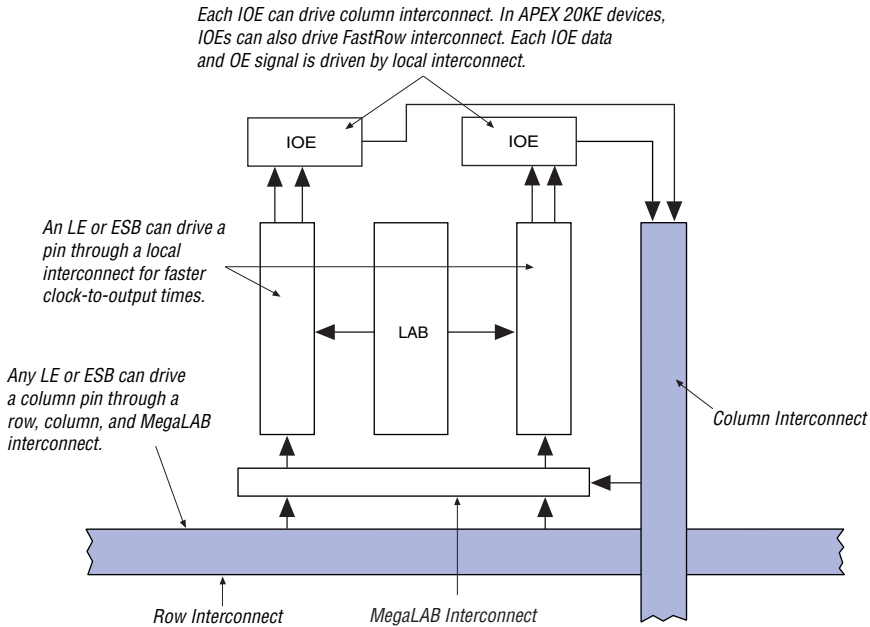 Each IOE can drive column interconnect. In APEX 20KE devices,
IOEs can also drive FastRow interconnect. Each IOE data
and OE signal is driven by local interconnect.
IOE
IOE
An LE or ESB can drive a
pin through a local
interconnect for faster
clock-to-output times.
LAB
Any LE or ESB can drive
a column pin through a
row, column, and MegaLAB
interconnect.
Column Interconnect
Row Interconnect
MegaLAB Interconnect